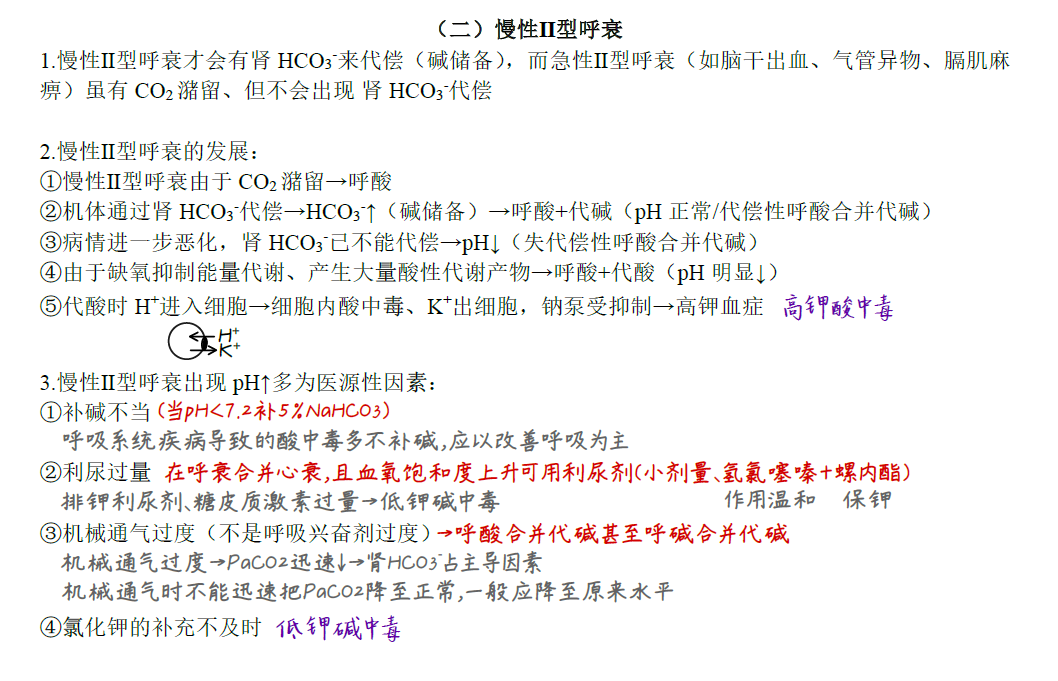 （二）慢性Ⅱ型呼衰
1.慢性Ⅱ型呼衰才会有肾 HCO₃⁻来代偿（碱储备），而急性Ⅱ型呼衰（如脑干出血、气管异物、膈肌麻
痹）虽有 CO₂潴留、但不会出现 肾 HCO₃⁻代偿
2.慢性Ⅱ型呼衰的发展：
①慢性Ⅱ型呼衰由于 CO₂潴留→呼酸
②机体通过肾 HCO₃⁻代偿→HCO₃⁻↑（碱储备）→呼酸+代碱（pH 正常/代偿性呼酸合并代碱）
③病情进一步恶化，肾 HCO₃⁻己不能代偿→pH↓（失代偿性呼酸合并代碱）
④由于缺氧抑制能量代谢、产生大量酸性代谢产物→呼酸+代酸（pH 明显↓）
⑤代酸时 H⁺进入细胞→细胞内酸中毒、K⁺出细胞，钠泵受抑制→高钾血症 高钾酸中毒
H⁺
K⁺
3.慢性Ⅱ型呼衰出现 pH↑多为医源性因素：
①补碱不当(当pH<7.2补5%NaHCO3)
呼吸系统疾病导致的酸中毒多不补碱,应以改善呼吸为主
②利尿过量 在呼衰合并心衰,且血氧饱和度上升可用利尿剂(小剂量、氢氯噻嗪+螺内酯)
排钾利尿剂、糖皮质激素过量→低钾碱中毒 作用温和 保钾
③机械通气过度（不是呼吸兴奋剂过度）→呼酸合并代碱甚至呼碱合并代碱
机械通气过度→PaCO2迅速↓→肾HCO3⁻占主导因素
机械通气时不能迅速把PaCO2降至正常,一般应降至原来水平
④氯化钾的补充不及时 低钾碱中毒